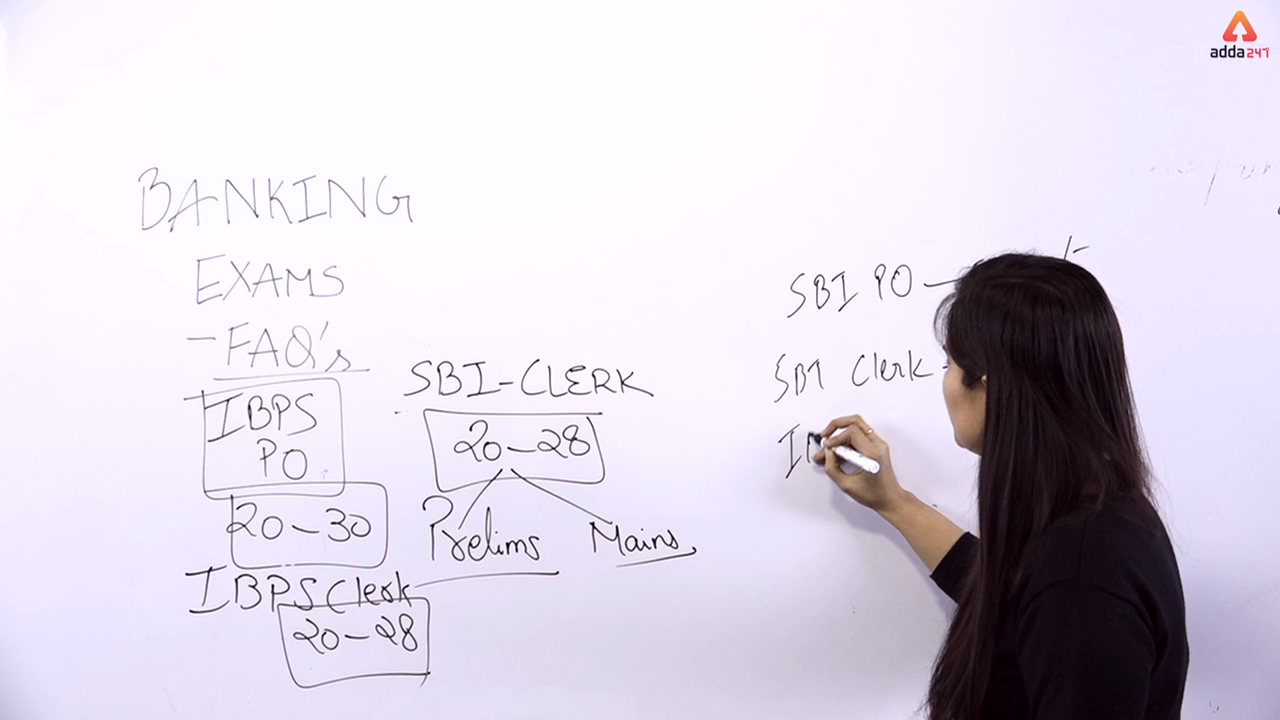 adda247
BANKING
EXAMS
- FAQ's
IBPS
PO
20-30
IBPS Clerk
20-28
SBI-CLERK
20-28
Prelims
Mains
SBI PO -
/-
SBI Clerk -